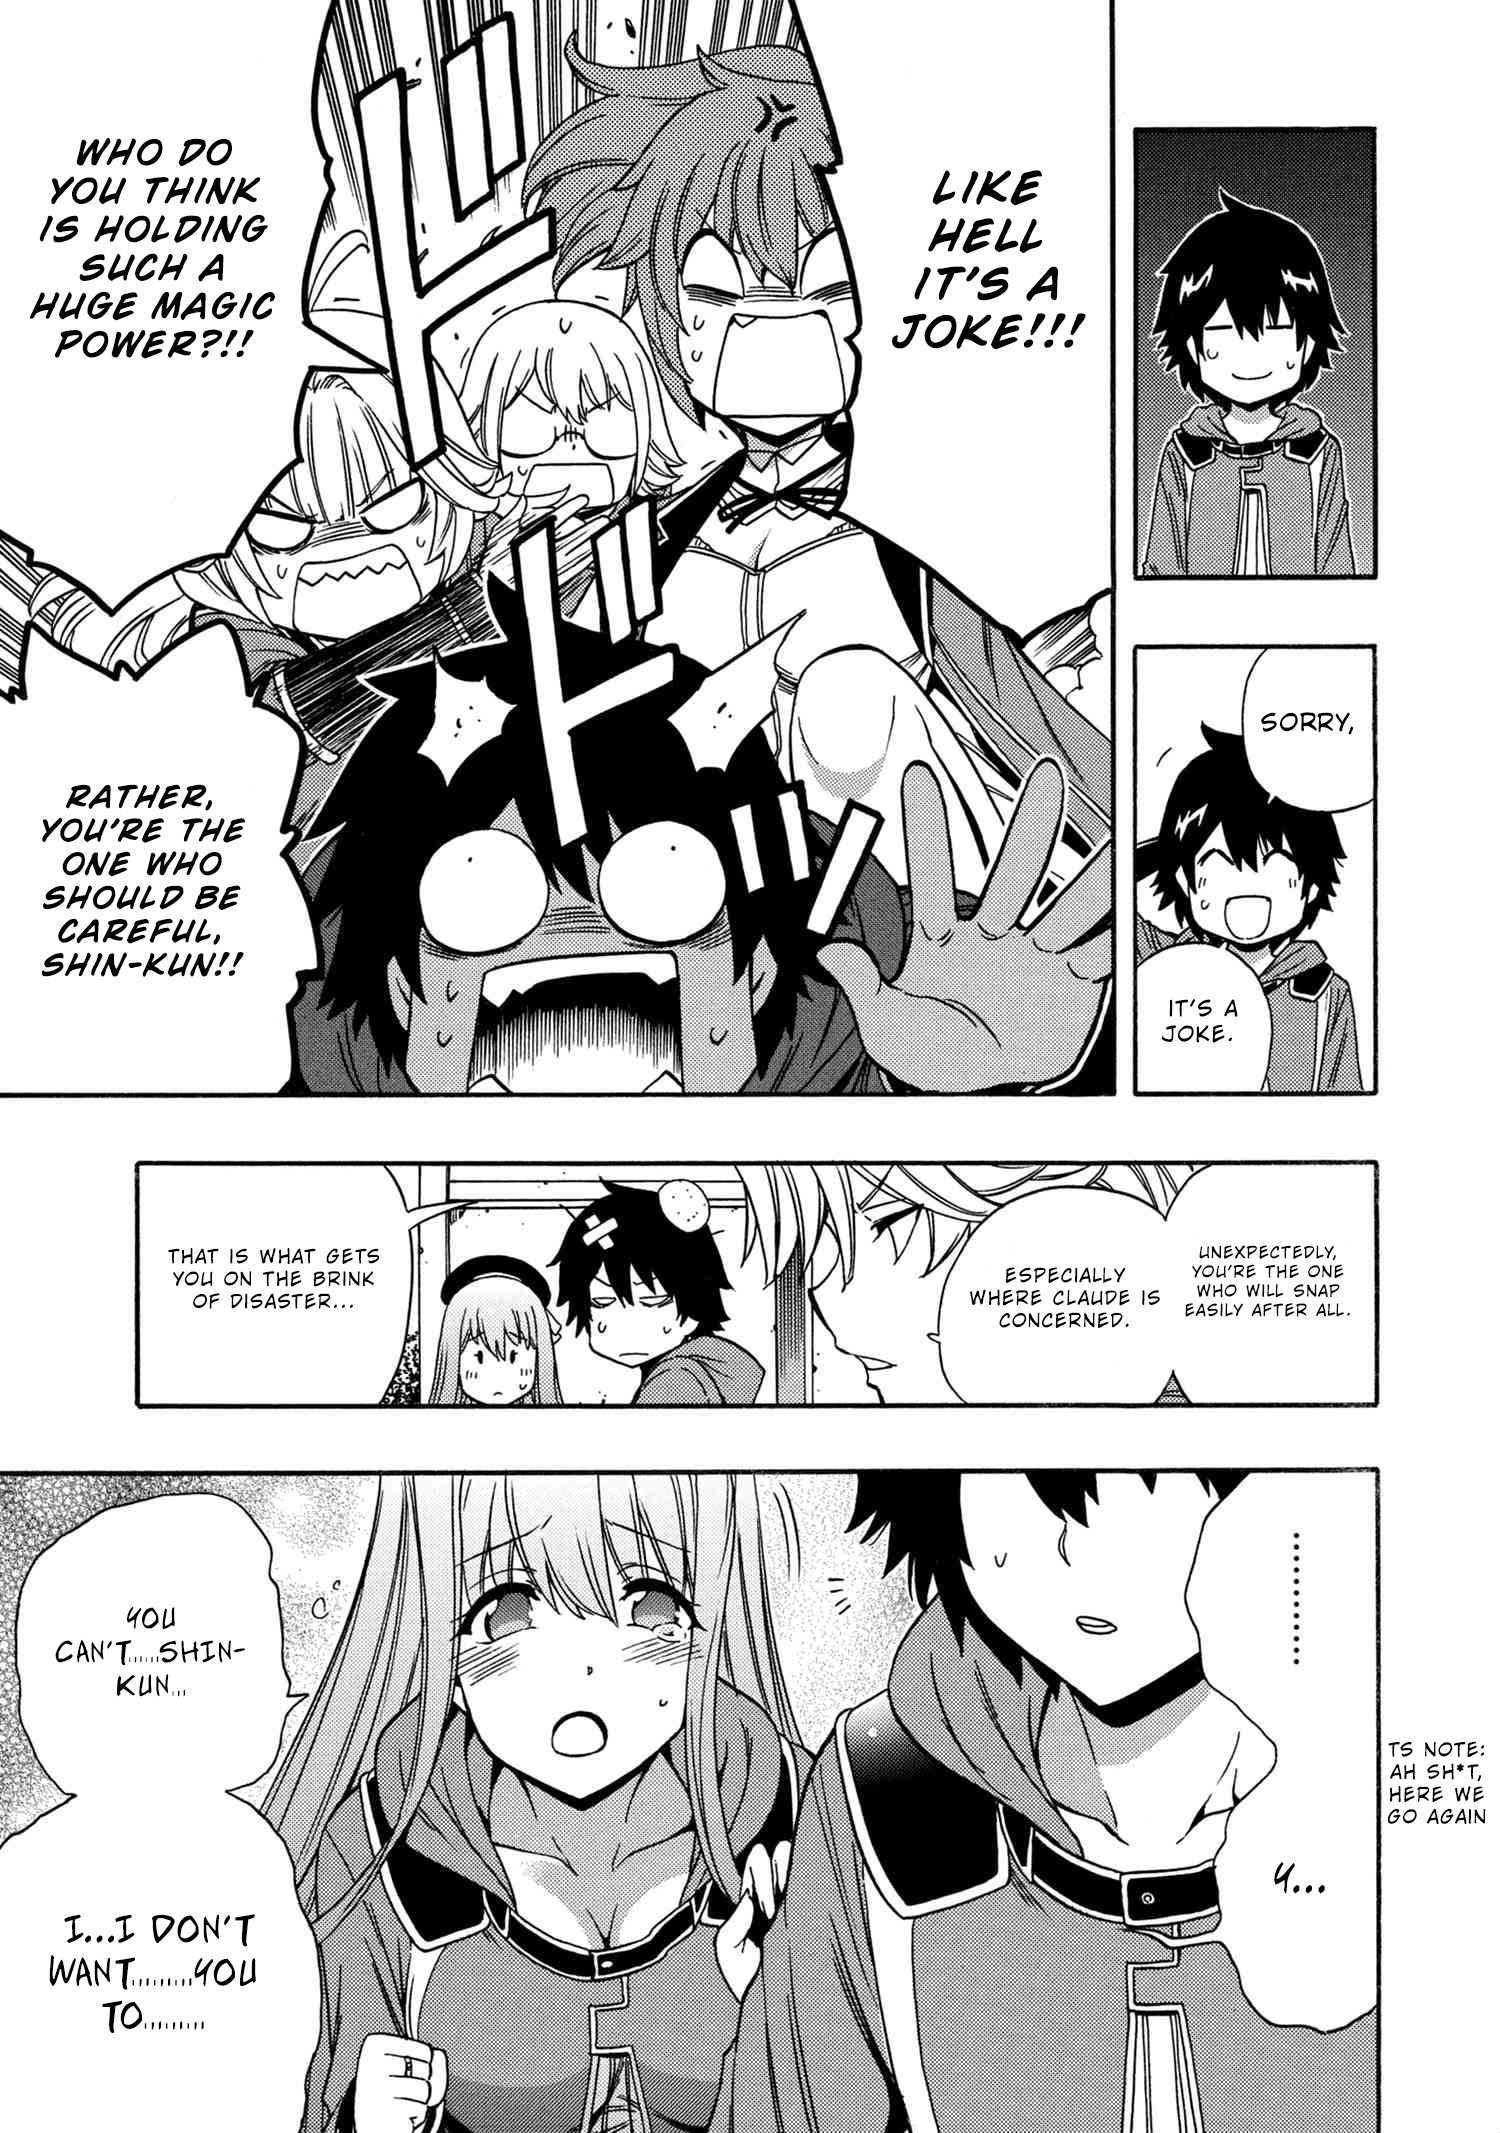 SORRY,
IT'S A
JOKE.
LIKE
HELL
IT'S A
JOKE!!!
WHO DO
YOU THINK
IS HOLDING
SUCH A
HUGE MAGIC
POWER?!!
RATHER,
YOU'RE THE
ONE WHO
SHOULD BE
CAREFUL,
SHIN-KUN!!
ドドドド
UNEXPECTEDLY,
YOU'RE THE ONE
WHO WILL SNAP
EASILY AFTER ALL.
ESPECIALLY
WHERE CLAUDE IS
CONCERNED.
THAT IS WHAT GETS
YOU ON THE BRINK
OF DISASTER...
..........
Y...
YOU
CAN'T......SHIN-
KUN...
I...I DON'T
WANT..........YOU
TO..........
TS NOTE:
AH SH*T,
HERE WE
GO AGAIN